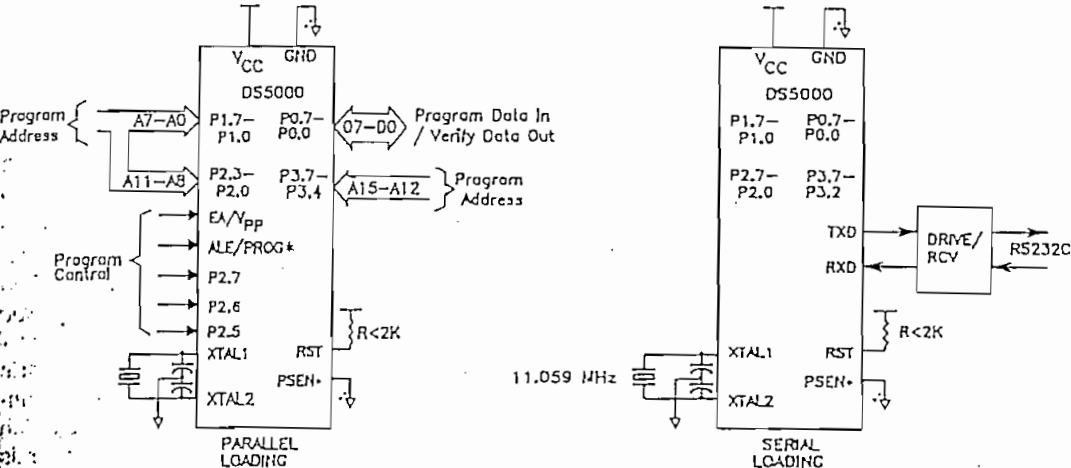 VCC GND
DS5000
Program
Address
A7-A0
P1.7-
P1.0
P0.7-
P0.0
07-D0
Program Data In
/ Verify Data Out
A11-A8
P2.3-
P2.0
P3.7-
P3.4
A15-A12
Program
Address
EA/VPP
ALE/PROG*
Program
Control
P2.7
P2.6
P2.5
R<2K
XTAL1
RST
PSEN*
XTAL2
PARALLEL
LOADING
VCC GND
DS5000
P1.7-
P1.0
P0.7-
P0.0
P2.7-
P2.0
P3.7-
P3.2
TXD
RXD
DRIVE/
RCV
RS232C
R<2K
XTAL1
RST
11.059 MHz
PSEN*
XTAL2
SERIAL
LOADING